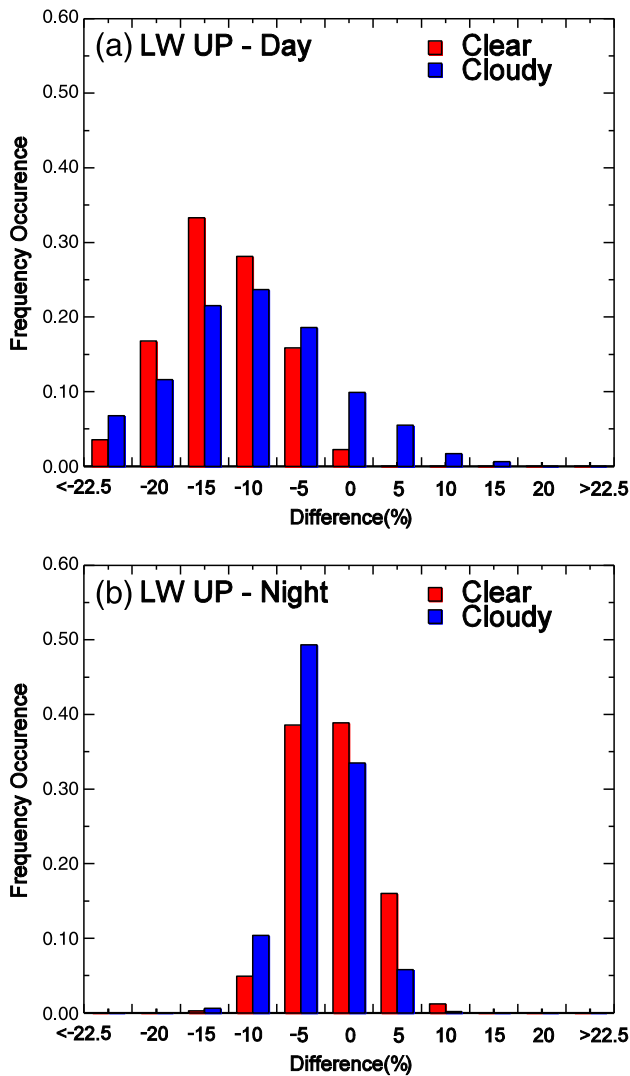 0.60
(a) LW UP - Day
Clear
Cloudy
0.50
0.40
0.30
0.20
0.10
0.00
Frequency Occurence
<-22.5 -20 -15 -10 -5 0 5 10 15 20 >22.5
Difference(%)
0.60
(b) LW UP - Night
Clear
Cloudy
0.50
0.40
0.30
0.20
0.10
0.00
Frequency Occurence
<-22.5 -20 -15 -10 -5 0 5 10 15 20 >22.5
Difference(%)